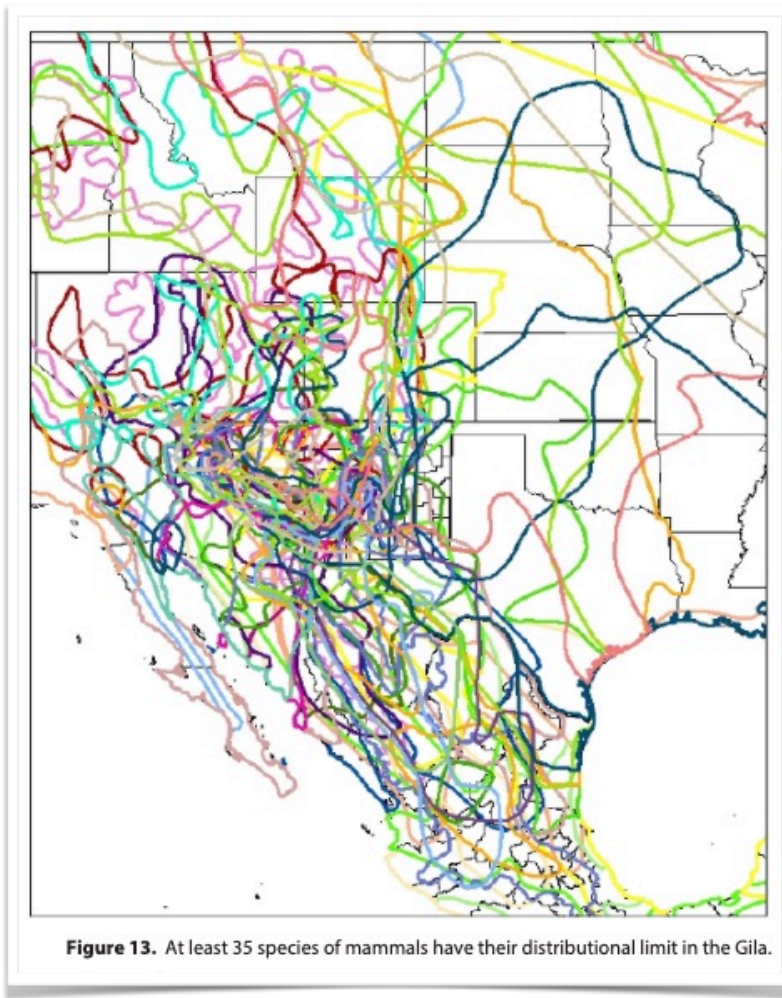 Figure 13. At least 35 species of mammals have their distributional limit in the Gila.